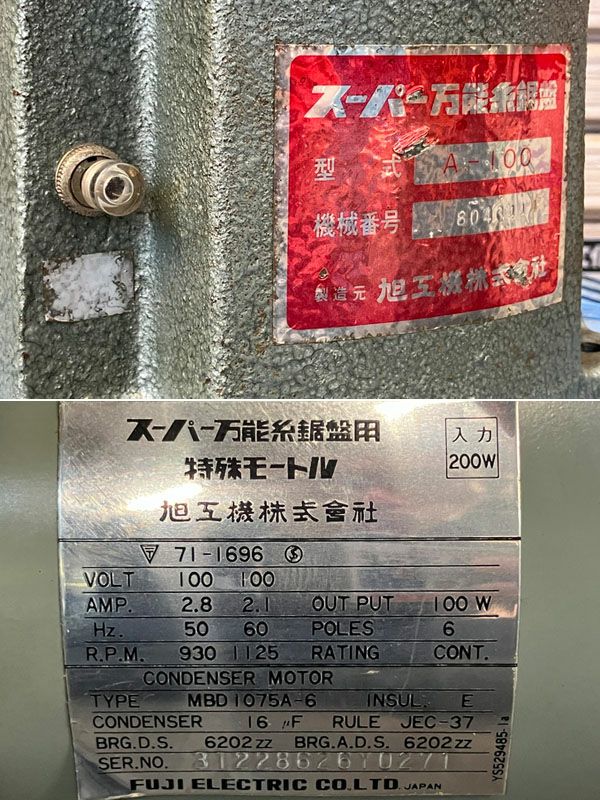 スーパー万能糸鋸盤
型式 A-100
機械番号
製造元 旭工機株式会社
スーパー万能糸鋸盤用
特殊モートル
入力
200W
旭工機株式會社
71-1696
VOLT 100 100
AMP. 2.8 2.1 OUT PUT 100W
Hz. 50 60 POLES 6
R.P.M. 930 1125 RATING CONT.
CONDENSER MOTOR
TYPE MBD1075A-6 INSUL. E
CONDENSER 16 μF RULE JEC-37
BRG.D.S. 6202ZZ BRG.A.D.S. 6202ZZ
SER.NO. 31228626Y0271
FUJI ELECTRIC CO.LTD. JAPAN
YS529485-1a